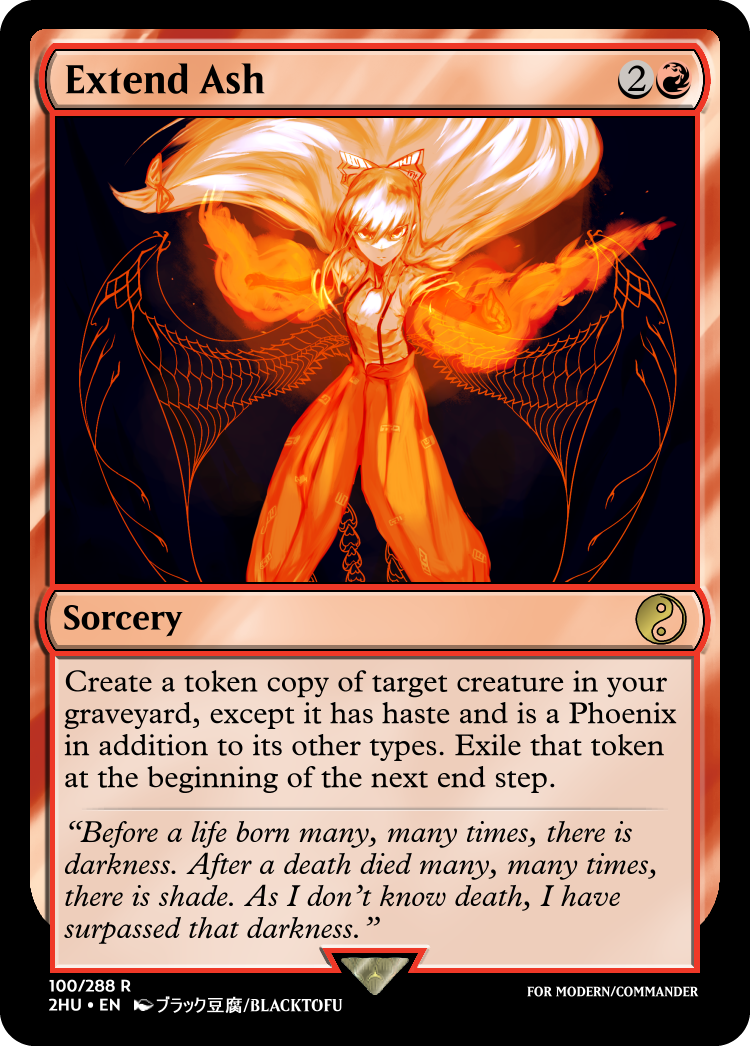 Extend Ash 2
Sorcery
Create a token copy of target creature in your
graveyard, except it has haste and is a Phoenix
in addition to its other types. Exile that token
at the beginning of the next end step.
“Before a life born many, many times, there is
darkness. After a death died many, many times,
there is shade. As I don’t know death, I have
surpassed that darkness.”
100/288 R
2HU • EN ブラック豆腐/BLACKTOFU
FOR MODERN/COMMANDER